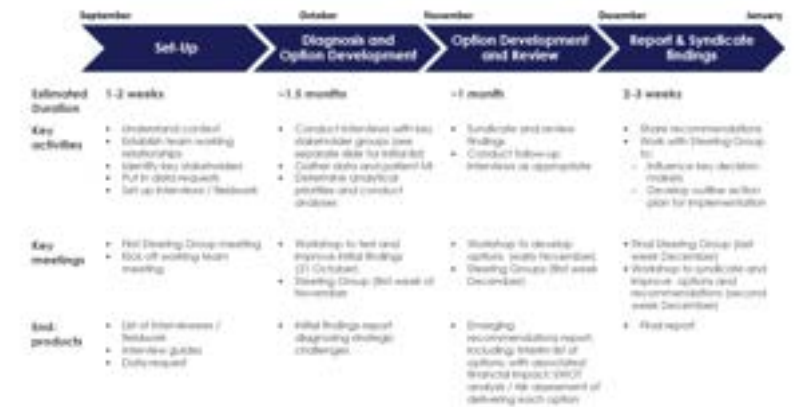 September October November December January
Set-Up
Diagnosis and
Option Development
Option Development
and Review
Report & Syndicate
findings
Estimated
Duration
1-2 weeks
~1.5 months
~1 month
2-3 weeks
Key
activities
• Understand context
• Establish team working
relationships
• Identify key stakeholders
• Put in data requests
• Set up interviews / fieldwork
• Conduct interviews with key
stakeholder groups (see
separate slide for initial list)
• Gather data and patient
• Determine analytical
priorities and conduct
analyses
• Syndicate and review
findings
• Conduct follow-up
interviews as appropriate
• Share recommendations
• Work with Steering Group
to:
– Influence key decision
makers
– Develop outline action
plan for implementation
Key
meetings
• First Steering Group meeting
• Kick off working team
meeting
• Workshop to test and
improve initial findings
(31 October)
• Steering Group (first week of
November
• Workshop to develop
options (early November)
• Steering Groups (first week
December)
• Final Steering Group (last
week December)
• Workshop to syndicate and
improve options and
recommendations (second
week December)
End-
products
• List of interviewees /
fieldwork
• Interview guides
• Data request
• Initial findings report
diagnosing strategic
challenges
• Emerging
recommendations report
including: interim list of
options, with associated
financial impact; SWOT
analysis / risk assessment of
delivering each option
• Final report